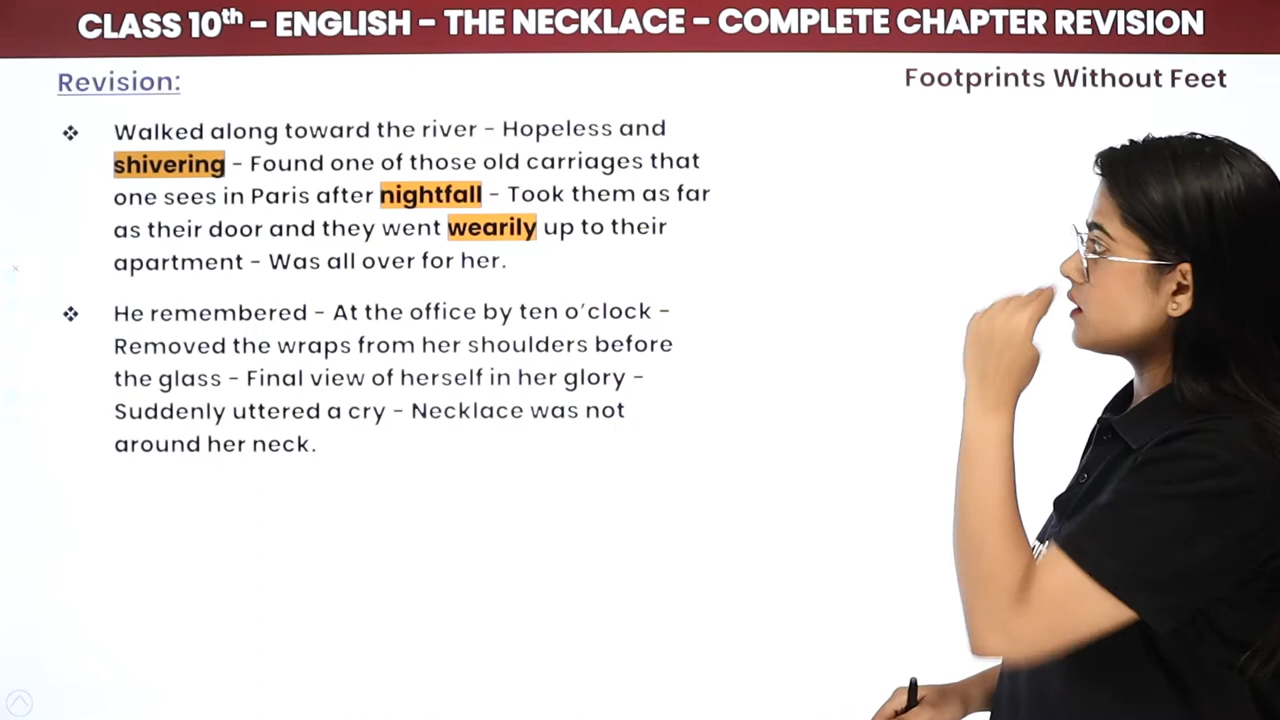 CLASS 10th – ENGLISH – THE NECKLACE – COMPLETE CHAPTER REVISION
Revision:
Footprints Without Feet
❖ Walked along toward the river – Hopeless and
shivering – Found one of those old carriages that
one sees in Paris after nightfall – Took them as far
as their door and they went wearily up to their
apartment – Was all over for her.
❖ He remembered – At the office by ten o’clock –
Removed the wraps from her shoulders before
the glass – Final view of herself in her glory –
Suddenly uttered a cry – Necklace was not
around her neck.